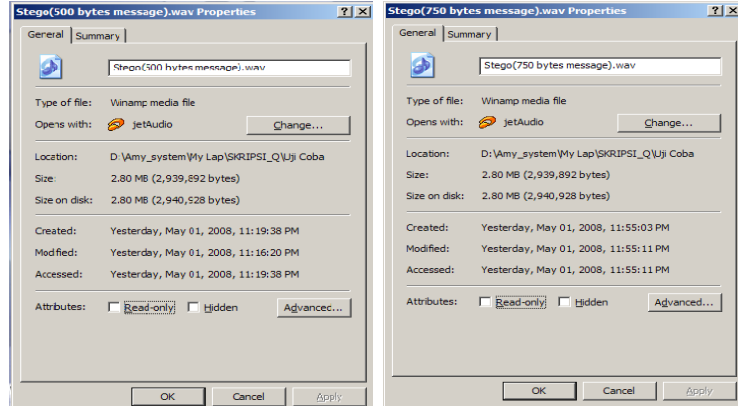 Stego(500 bytes message).wav Properties
General Summary
Stego(500 bytes message).wav
Type of file: Winamp media file
Opens with: jetAudio Change...
Location: D:\Amy_system\My Lap\SKRIPSI_Q\Uji Coba
Size: 2.80 MB (2,939,892 bytes)
Size on disk: 2.80 MB (2,940,928 bytes)
Created: Yesterday, May 01, 2008, 11:19:38 PM
Modified: Yesterday, May 01, 2008, 11:16:20 PM
Accessed: Yesterday, May 01, 2008, 11:19:38 PM
Attributes: Read-only Hidden Advanced...
OK Cancel Apply
Stego(750 bytes message).wav Properties
General Summary
Stego(750 bytes message).wav
Type of file: Winamp media file
Opens with: jetAudio Change...
Location: D:\Amy_system\My Lap\SKRIPSI_Q\Uji Coba
Size: 2.80 MB (2,939,892 bytes)
Size on disk: 2.80 MB (2,940,928 bytes)
Created: Yesterday, May 01, 2008, 11:55:03 PM
Modified: Yesterday, May 01, 2008, 11:55:11 PM
Accessed: Yesterday, May 01, 2008, 11:55:11 PM
Attributes: Read-only Hidden Advanced...
OK Cancel Apply